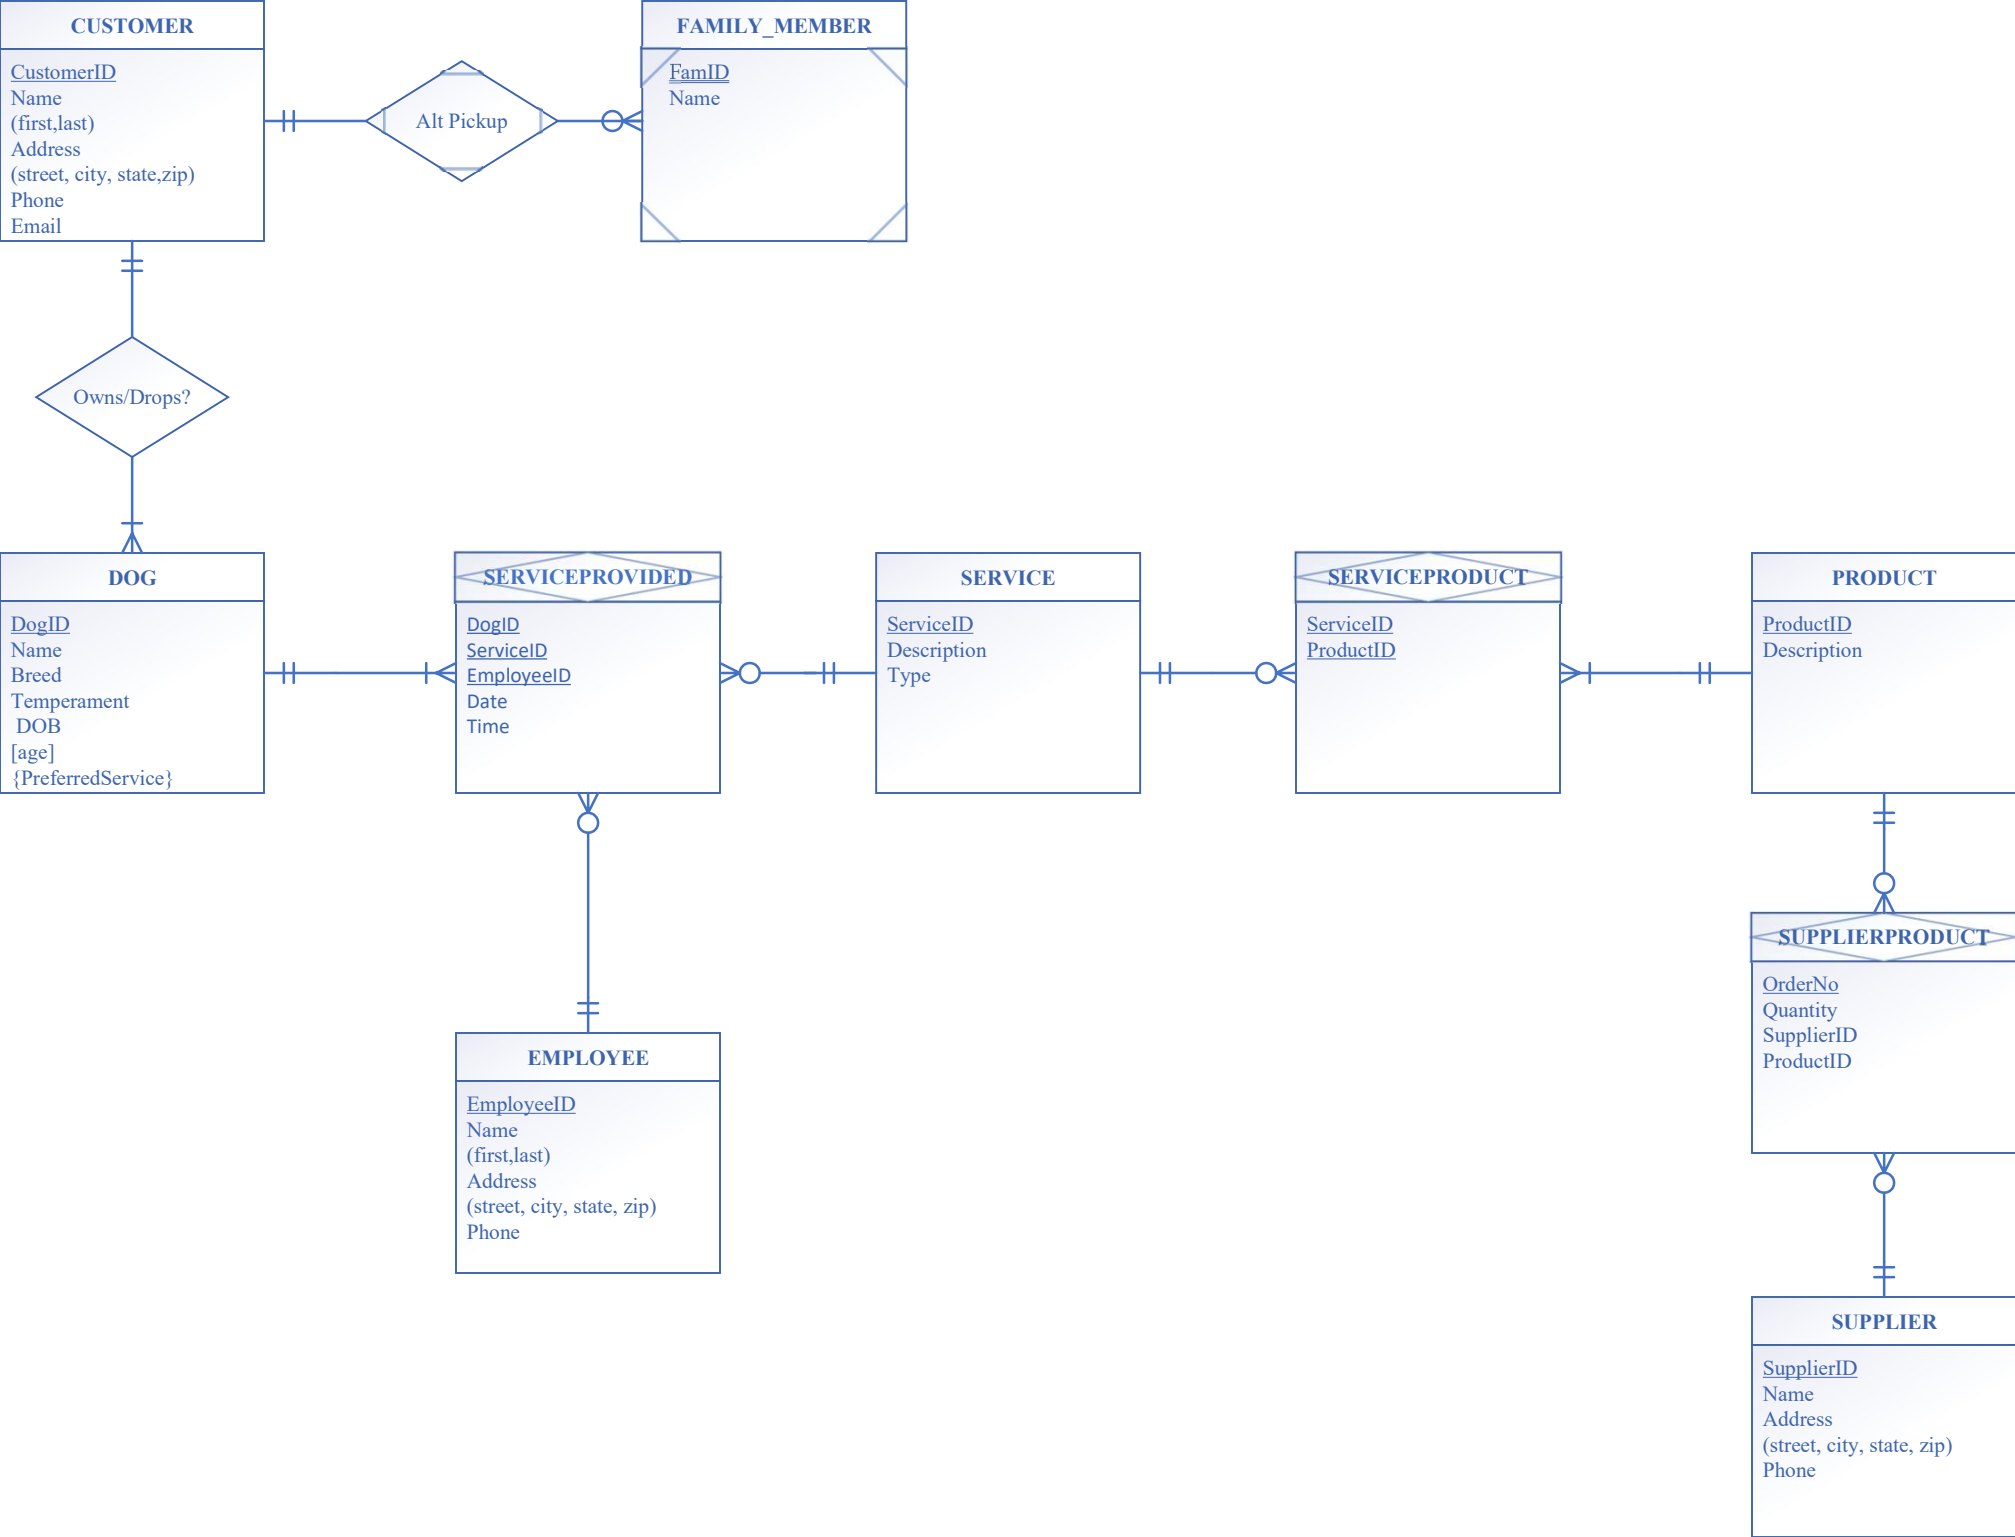 CUSTOMER
CustomerID
Name
(first,last)
Address
(street, city, state,zip)
Phone
Email
Alt Pickup
FAMILY_MEMBER
FamID
Name
Owns/Drops?
DOG
DogID
Name
Breed
Temperament
DOB
[age]
{PreferredService}
SERVICEPROVIDED
DogID
ServiceID
EmployeeID
Date
Time
SERVICE
ServiceID
Description
Type
SERVICEPRODUCT
ServiceID
ProductID
PRODUCT
ProductID
Description
EMPLOYEE
EmployeeID
Name
(first,last)
Address
(street, city, state, zip)
Phone
SUPPLIERPRODUCT
OrderNo
Quantity
SupplierID
ProductID
SUPPLIER
SupplierID
Name
Address
(street, city, state, zip)
Phone